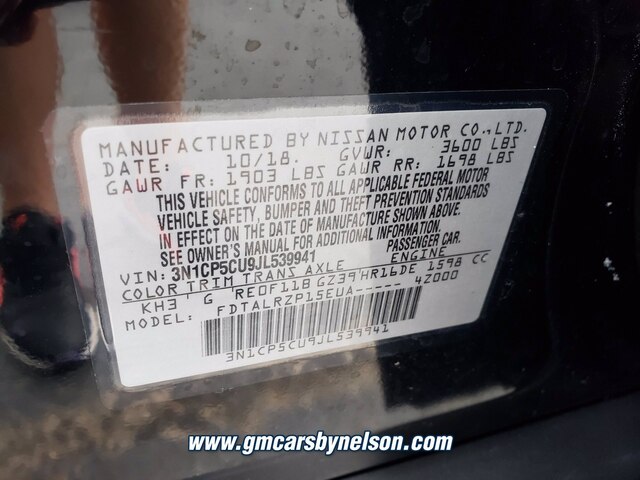 MANUFACTURED BY NISSAN MOTOR CO., LTD.
DATE: 10/18. GVWR: 3600 LBS
GAWR FR: 1903 LBS GAWR RR: 1698 LBS
THIS VEHICLE CONFORMS TO ALL APPLICABLE FEDERAL MOTOR
VEHICLE SAFETY, BUMPER AND THEFT PREVENTION STANDARDS
IN EFFECT ON THE DATE OF MANUFACTURE SHOWN ABOVE.
SEE OWNER'S MANUAL FOR ADDITIONAL INFORMATION.
VIN: 3N1CP5CU9JL539941 PASSENGER CAR.
COLOR TRIM TRANS AXLE ENGINE
KH3 G RE0F11B GZ39 HR16DE 1598 CC
MODEL: FDTALRZP15EUA----- 4Z000
3N1CP5CU9JL539941
www.gmcarsbynelson.com